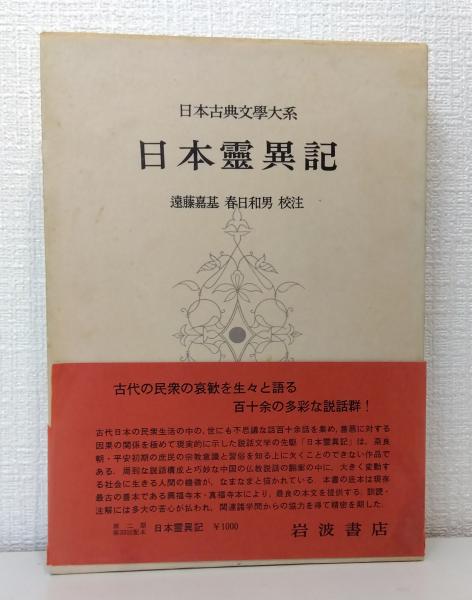 日本古典文學大系
日本靈異記
遠藤嘉基 春日和男 校注
古代の民衆の哀歓を生々と語る
百十余の多彩な説話群！
古代日本の民衆生活の中の、世にも不思議な話百十余話を集め、善悪に対する
因果の関係を極めて現実的に示した説話文学の先駆「日本霊異記」は、奈良
朝・平安初期の庶民の宗教意識と習俗を知る上に欠くことのできない作品で
ある。周到な説話構成と巧妙な中国の仏教説話の翻案の中に、大きく変動す
る社会に生きる人間の縮像が、なまなまと描かれている。本書の底本は現存
最古の善本である興福寺本・真福寺本により、最良の本文を提供する。訓読・
注解には多大の苦心が払われ、関連諸学問からの協力を得て精密を期した。
第二期
第39回配本
日本霊異記 ￥1000
岩波書店